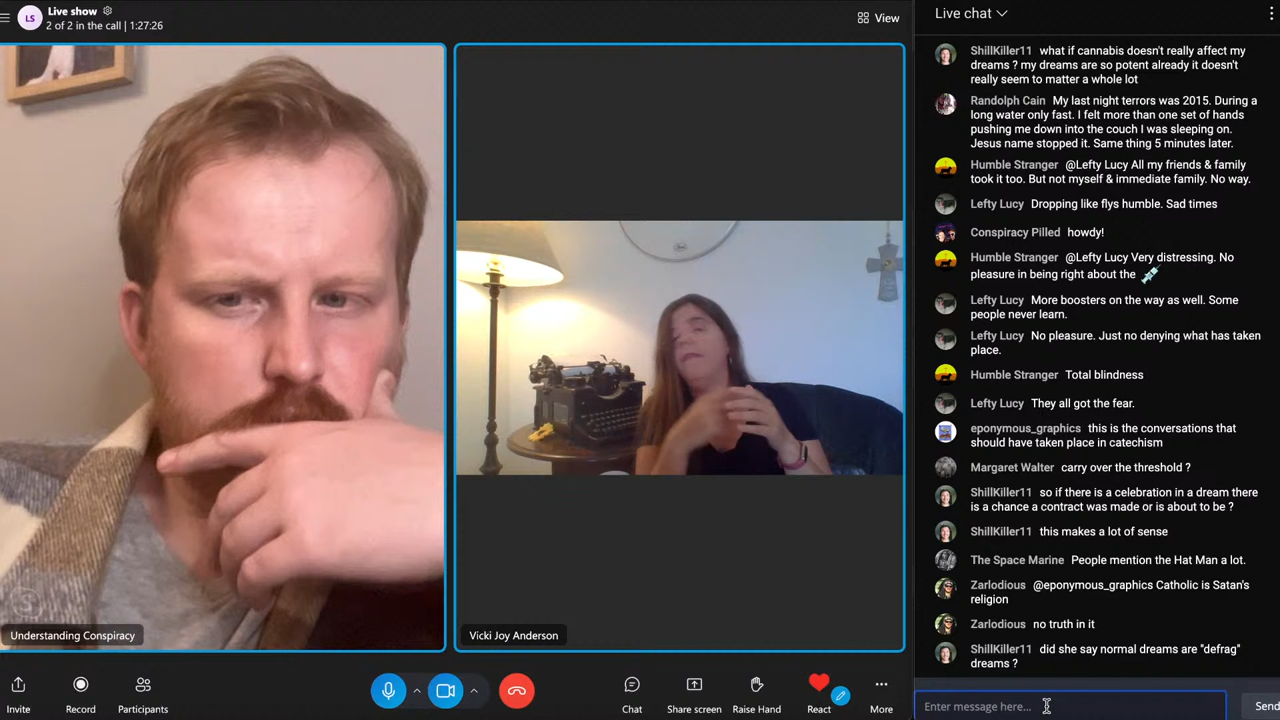 LS
Live show
2 of 2 in the call | 1:27:26
View
Understanding Conspiracy
Vicki Joy Anderson
Invite
Record
Participants
Chat
Share screen
Raise Hand
React
More
Live chat
ShillKiller11 what if cannabis doesn't really affect my
dreams ? my dreams are so potent already it doesn't
really seem to matter a whole lot
Randolph Cain My last night terrors was 2015. During a
long water only fast. I felt more than one set of hands
pushing me down into the couch I was sleeping on.
Jesus name stopped it. Same thing 5 minutes later.
Humble Stranger @Lefty Lucy All my friends & family
took it too. But not myself & immediate family. No way.
Lefty Lucy Dropping like flys humble. Sad times
Conspiracy Pilled howdy!
Humble Stranger @Lefty Lucy Very distressing. No
pleasure in being right about the 💉
Lefty Lucy More boosters on the way as well. Some
people never learn.
Lefty Lucy No pleasure. Just no denying what has taken
place.
Humble Stranger Total blindness
Lefty Lucy They all got the fear.
eponymous_graphics this is the conversations that
should have taken place in catechism
Margaret Walter carry over the threshold ?
ShillKiller11 so if there is a celebration in a dream there
is a chance a contract was made or is about to be ?
ShillKiller11 this makes a lot of sense
The Space Marine People mention the Hat Man a lot.
Zarlodious @eponymous_graphics Catholic is Satan's
religion
Zarlodious no truth in it
ShillKiller11 did she say normal dreams are "defrag"
dreams ?
Enter message here...
Send